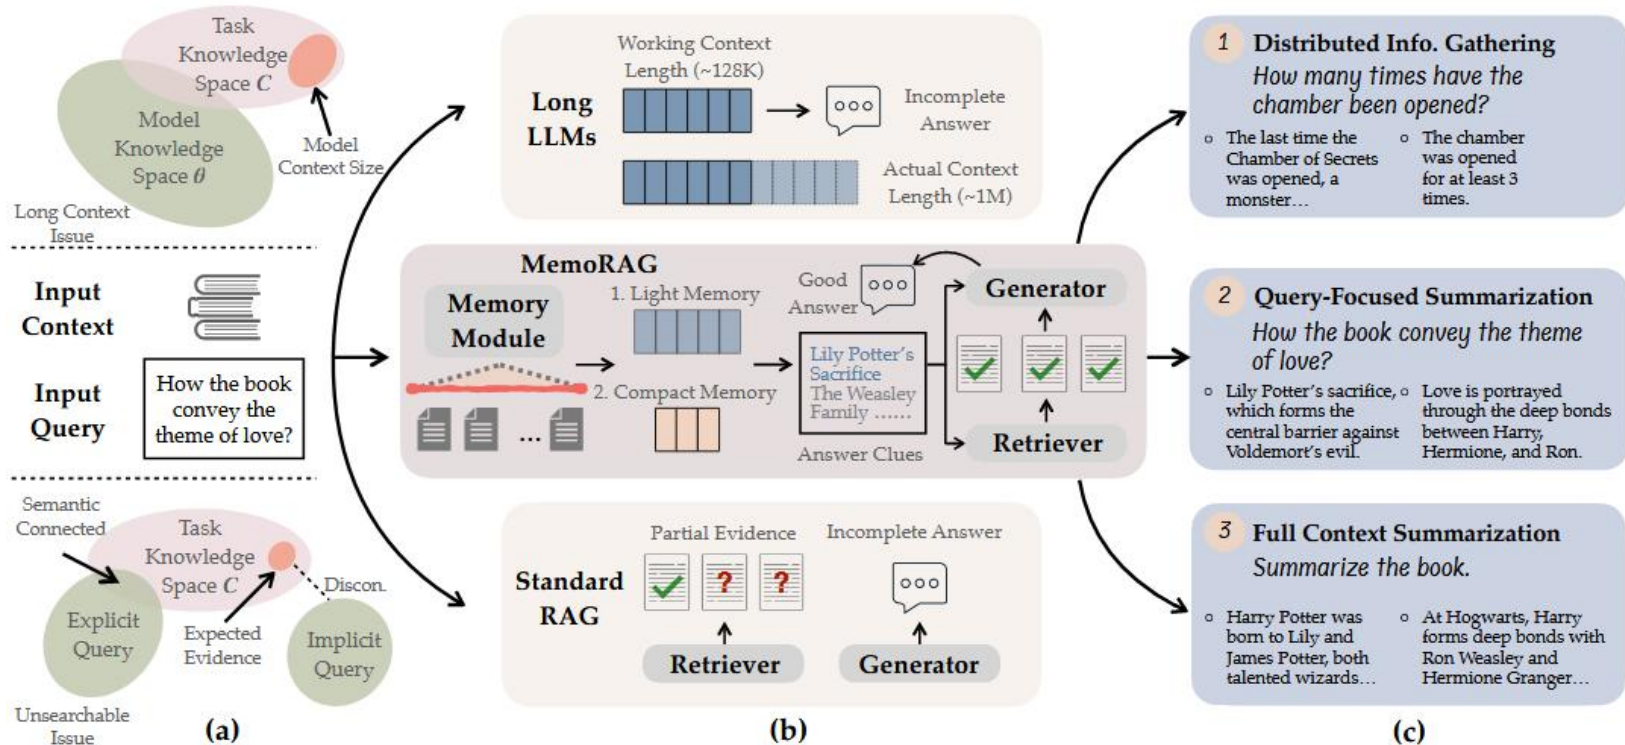 Task
Knowledge
Space C
Model
Knowledge
Space θ
Model
Context Size
Long Context
Issue
Input
Context
Input
Query
How the book
convey the
theme of love?
Semantic
Connected
Task
Knowledge
Space C
Discon.
Explicit
Query
Expected
Evidence
Implicit
Query
Unsearchable
Issue
(a)
Long
LLMs
Working Context
Length (~128K)
Incomplete
Answer
Actual Context
Length (~1M)
MemoRAG
Memory
Module
1. Light Memory
2. Compact Memory
...
Good
Answer
Lily Potter's
Sacrifice
The Weasley
Family ......
Answer Clues
Generator
Retriever
Standard
RAG
Partial Evidence
? ?
Retriever
Incomplete Answer
Generator
(b)
1 Distributed Info. Gathering
How many times have the
chamber been opened?
The last time the
Chamber of Secrets
was opened, a
monster…
The chamber
was opened
for at least 3
times.
2 Query-Focused Summarization
How the book convey the theme
of love?
Lily Potter's sacrifice,
which forms the
central barrier against
Voldemort's evil.
Love is portrayed
through the deep bonds
between Harry,
Hermione, and Ron.
3 Full Context Summarization
Summarize the book.
Harry Potter was
born to Lily and
James Potter, both
talented wizards…
At Hogwarts, Harry
forms deep bonds with
Ron Weasley and
Hermione Granger…
(c)